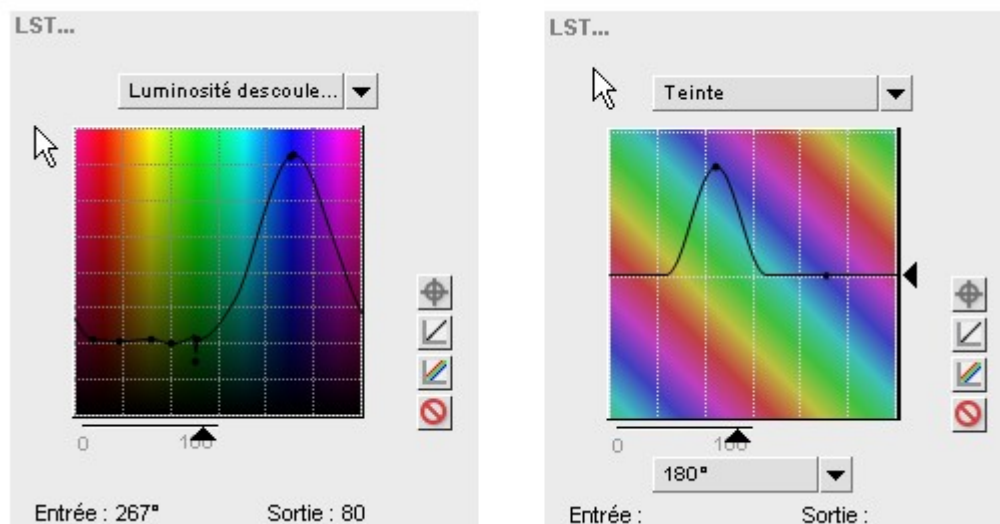 LST...
Luminosité descoule...
0 100
Entrée : 267° Sortie : 80
LST...
Teinte
0 100
180°
Entrée : Sortie :